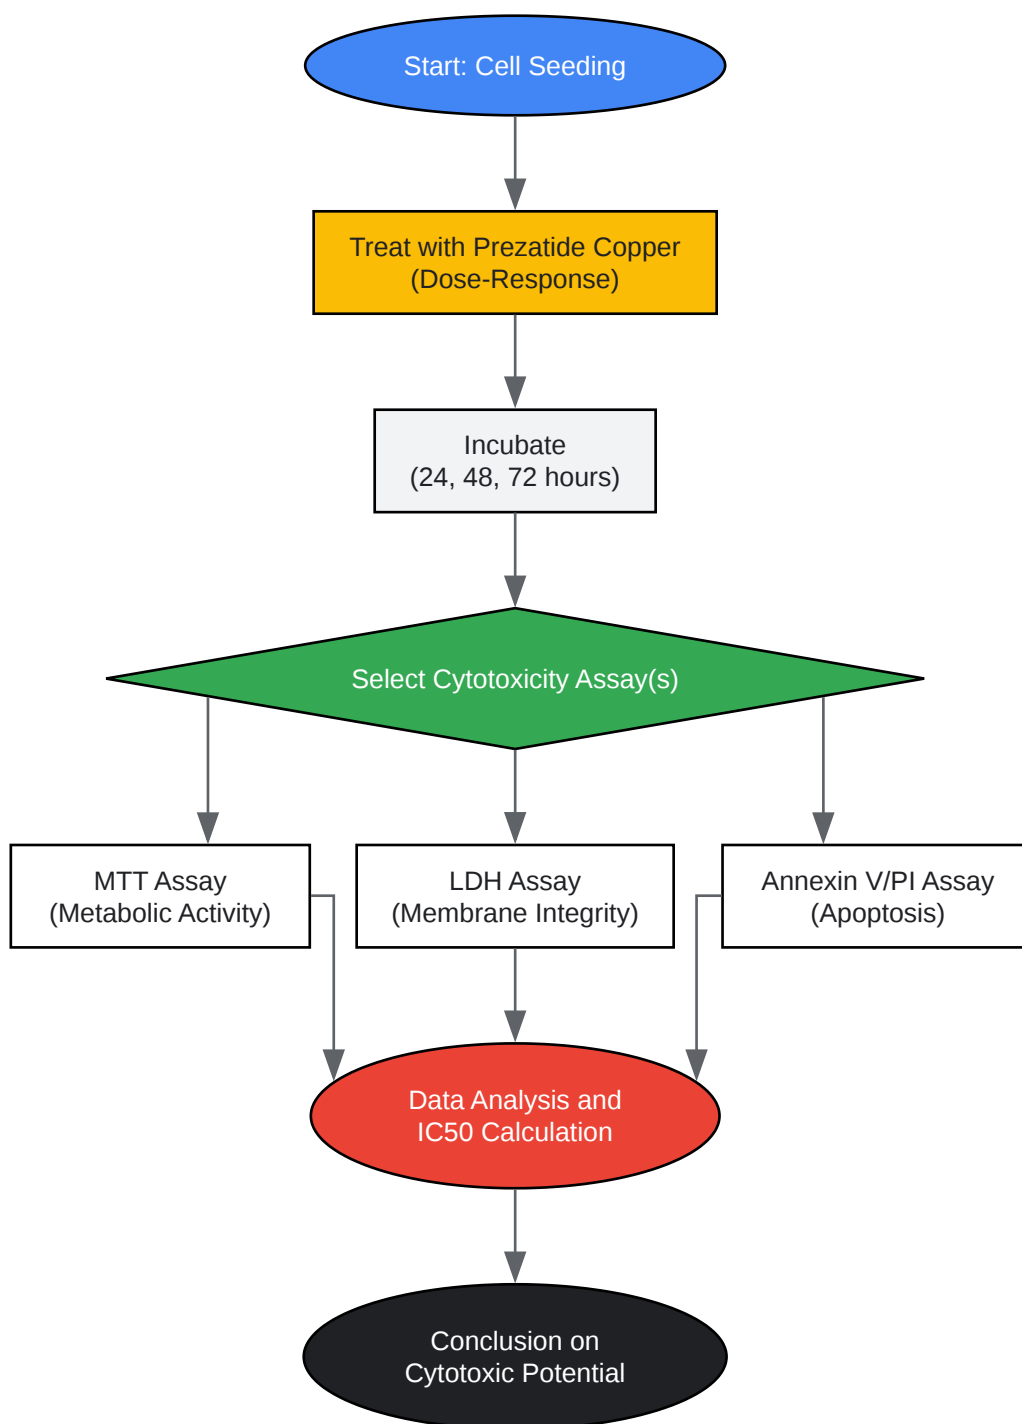 Start: Cell Seeding
Treat with Prezatide Copper
(Dose-Response)
Incubate
(24, 48, 72 hours)
Select Cytotoxicity Assay(s)
MTT Assay
(Metabolic Activity)
LDH Assay
(Membrane Integrity)
Annexin V/PI Assay
(Apoptosis)
Data Analysis and
IC50 Calculation
Conclusion on
Cytotoxic Potential